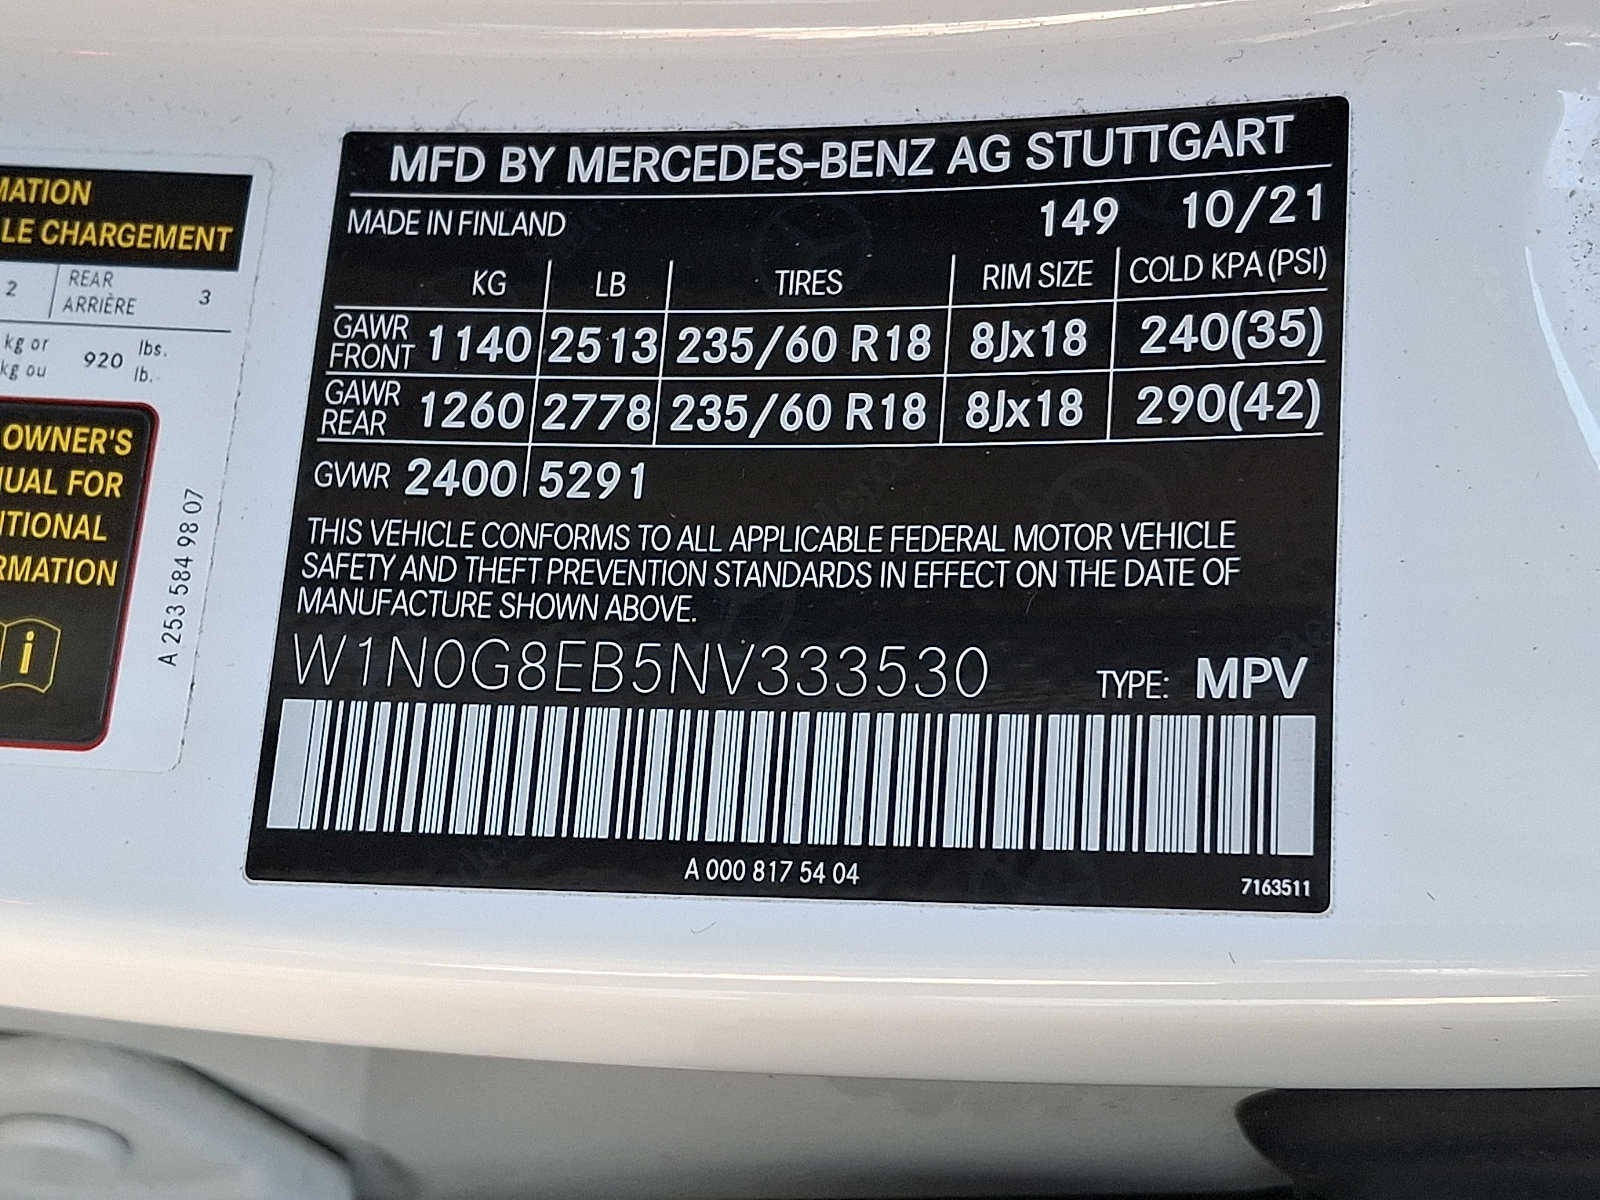 MATION
LE CHARGEMENT
2 REAR ARRIÈRE 3
kg or kg ou 920 lbs. lb.
OWNER'S
UAL FOR
ITIONAL
RMATION
i
A 253 584 98 07
MFD BY MERCEDES-BENZ AG STUTTGART
MADE IN FINLAND 149 10/21
KG LB TIRES RIM SIZE COLD KPA (PSI)
GAWR FRONT 1140 2513 235/60 R18 8Jx18 240(35)
GAWR REAR 1260 2778 235/60 R18 8Jx18 290(42)
GVWR 2400 5291
THIS VEHICLE CONFORMS TO ALL APPLICABLE FEDERAL MOTOR VEHICLE
SAFETY AND THEFT PREVENTION STANDARDS IN EFFECT ON THE DATE OF
MANUFACTURE SHOWN ABOVE.
W1N0G8EB5NV333530 TYPE: MPV
A 000 817 54 04
7163511